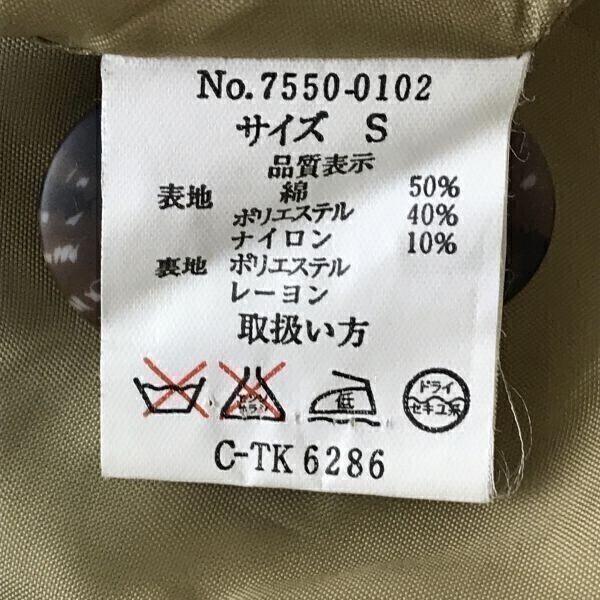 No.7550-0102
サイズ S
品質表示
表地 綿 50%
ポリエステル 40%
ナイロン 10%
裏地 ポリエステル
レーヨン
取扱い方
低
ドライ
セキユ系
C-TK 6286